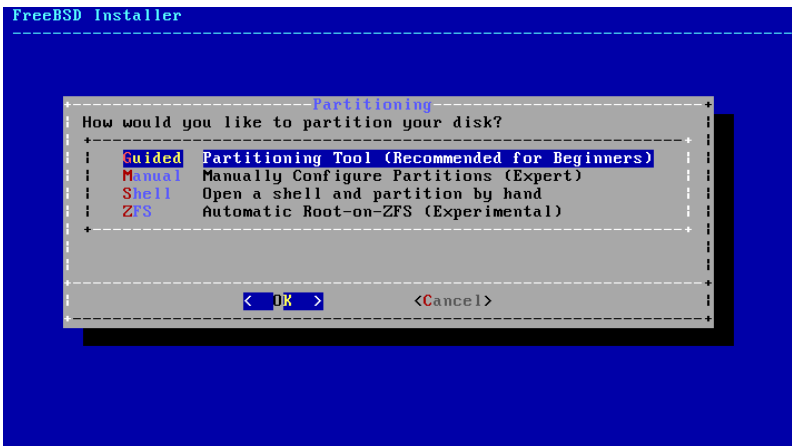 FreeBSD Installer
Partitioning
How would you like to partition your disk?
Guided Partitioning Tool (Recommended for Beginners)
Manual Manually Configure Partitions (Expert)
Shell Open a shell and partition by hand
ZFS Automatic Root-on-ZFS (Experimental)
< OK > <Cancel>